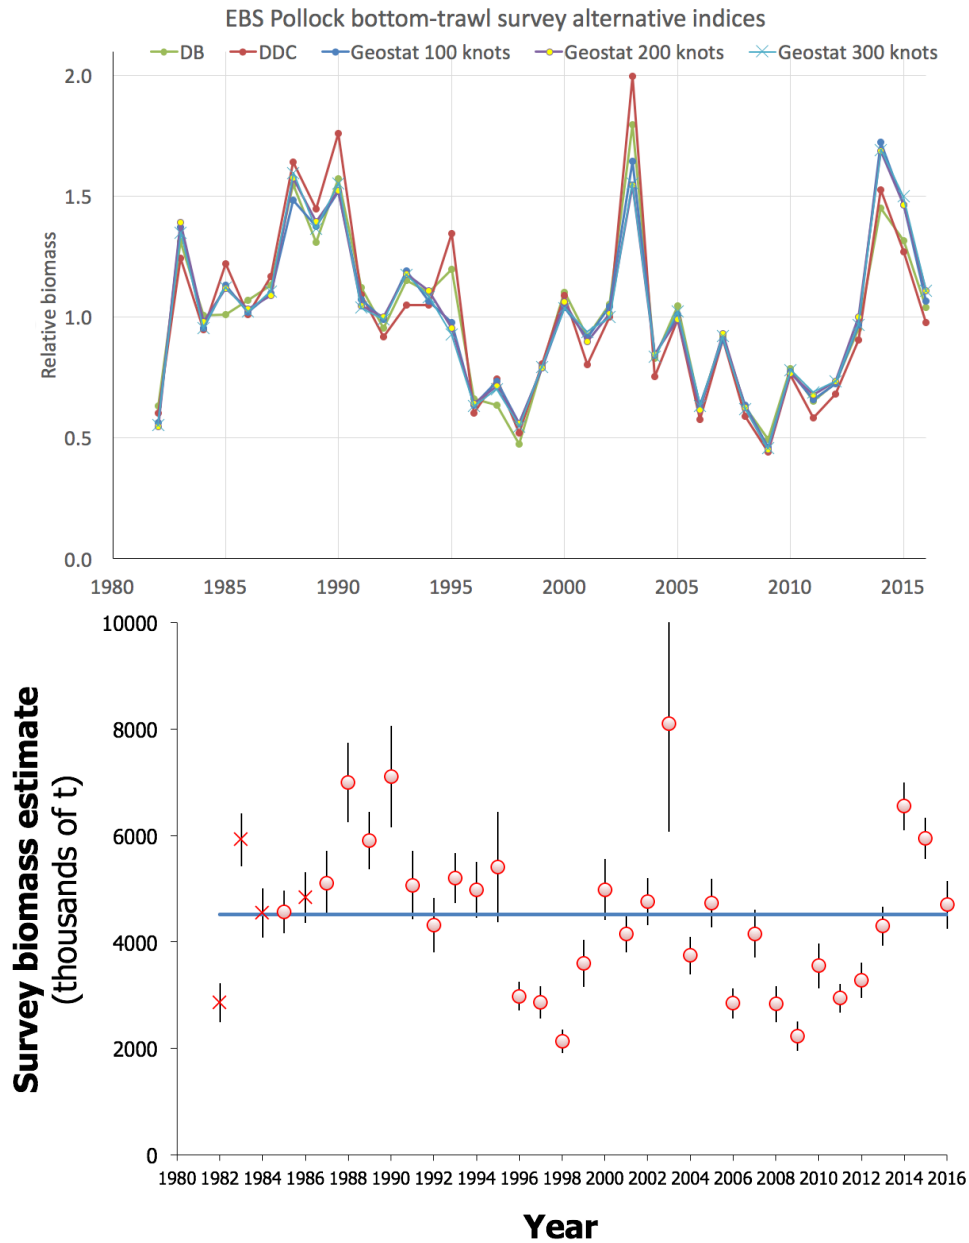 EBS Pollock bottom-trawl survey alternative indices
DB DDC Geostat 100 knots Geostat 200 knots Geostat 300 knots
2.0
1.5
1.0
0.5
0.0
Relative biomass
1980 1985 1990 1995 2000 2005 2010 2015
10000
8000
6000
4000
2000
0
Survey biomass estimate
(thousands of t)
1980 1982 1984 1986 1988 1990 1992 1994 1996 1998 2000 2002 2004 2006 2008 2010 2012 2014 2016
Year